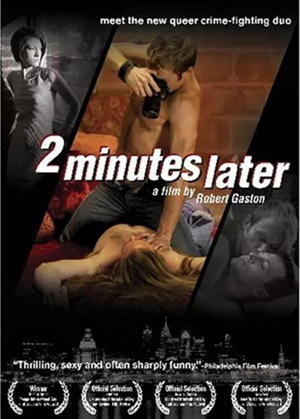 meet the new queer crime-fighting duo
2 minutes later
a film by
Robert Gaston
"Thrilling, sexy and often sharply funny." -Philadelphia Film Festival
Winner
Official Selection
Official Selection
Official Selection